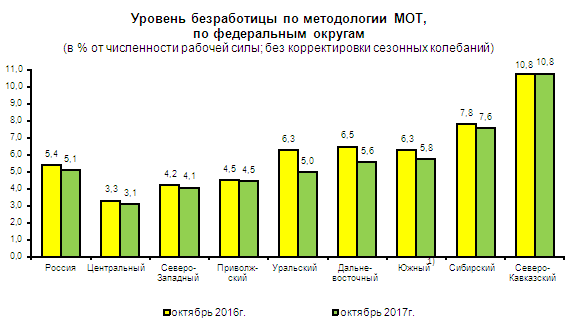 Уровень безработицы по методологии МОТ,
по федеральным округам
(в % от численности рабочей силы; без корректировки сезонных колебаний)
11,0
10,0
9,0
8,0
7,0
6,0
5,0
4,0
3,0
2,0
1,0
0,0
5,4 5,1
3,3 3,1
4,2 4,1
4,5 4,5
6,3 5,0
6,5 5,6
6,3 5,8
7,8 7,6
10,8 10,8
Россия
Центральный
Северо-
Западный
Приволж-
ский
Уральский
Дальне-
восточный
Южный 1)
Сибирский
Северо-
Кавказский
октябрь 2016г. октябрь 2017г.